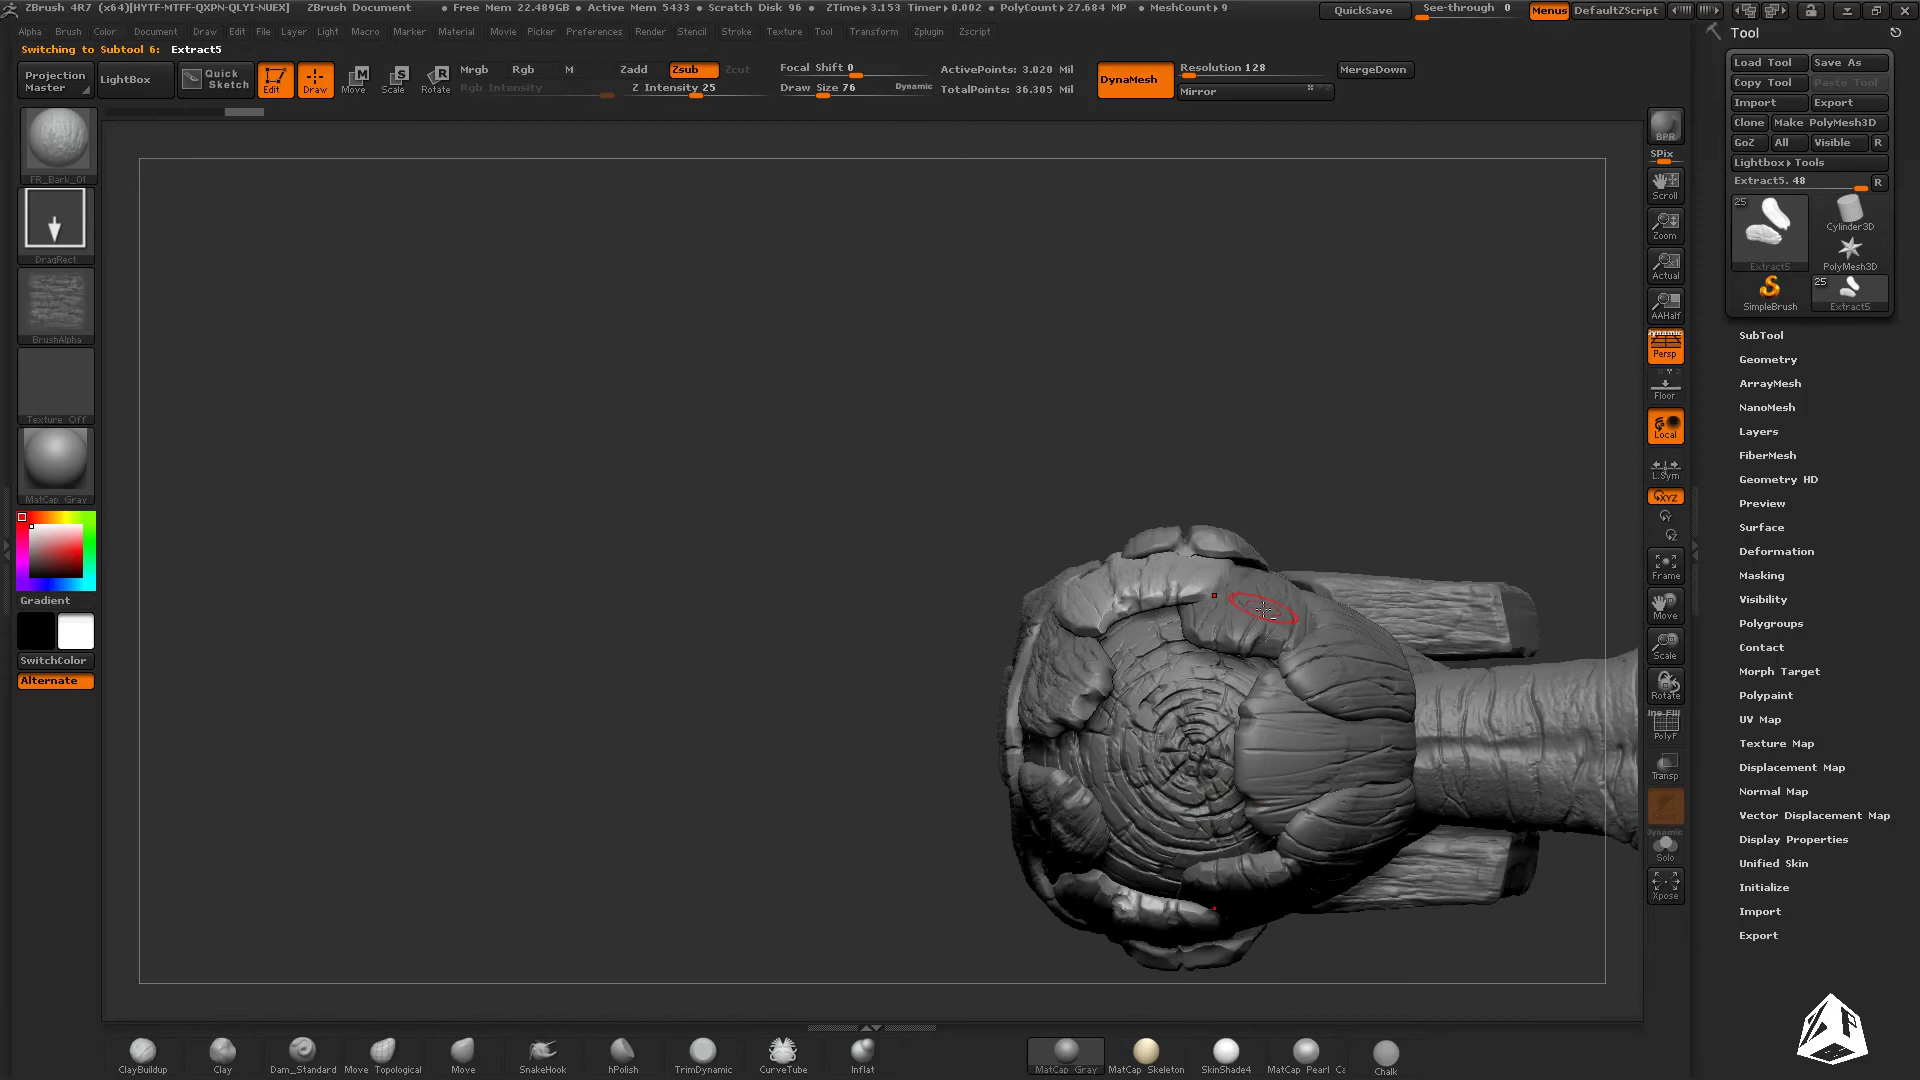 ZBrush 4R7 (x64)[HYTF-MTFF-QXPN-QLYI-NUEX] ZBrush Document • Free Mem 22.489GB • Active Mem 5433 • Scratch Disk 96 • ZTime▸3.153 Timer▸0.002 • PolyCount▸27.684 MP • MeshCount▸9 QuickSave See-through 0 Menus DefaultZScript
Alpha Brush Color Document Draw Edit File Layer Light Macro Marker Material Movie Picker Preferences Render Stencil Stroke Texture Tool Transform Zplugin Zscript
Switching to Subtool 6: Extract5
Projection Master
LightBox
Quick Sketch
Edit
Draw
Move
Scale
Rotate
Mrgb Rgb M
Rgb Intensity
Zadd Zsub Zcut
Z Intensity 25
Focal Shift 0
Draw Size 76 Dynamic
ActivePoints: 3.020 Mil
TotalPoints: 36.305 Mil
DynaMesh
Resolution 128
Mirror
MergeDown
FR_Bark_01
DragRect
BrushAlpha
Texture Off
MatCap Gray
Gradient
SwitchColor
Alternate
BPR
SPix
Scroll
Zoom
Actual
AAHalf
Dynamic
Persp
Floor
Local
L.Sym
XYZ
Frame
Move
Scale
Rotate
PolyF
Transp
Dynamic
Solo
Xpose
Tool
Load Tool Save As
Copy Tool Paste Tool
Import Export
Clone Make PolyMesh3D
GoZ All Visible R
Lightbox▸Tools
Extract5. 48 R
25
Extract5
Cylinder3D
PolyMesh3D
SimpleBrush
25
Extract5
SubTool
Geometry
ArrayMesh
NanoMesh
Layers
FiberMesh
Geometry HD
Preview
Surface
Deformation
Masking
Visibility
Polygroups
Contact
Morph Target
Polypaint
UV Map
Texture Map
Displacement Map
Normal Map
Vector Displacement Map
Display Properties
Unified Skin
Initialize
Import
Export
ClayBuildup Clay Dam_Standard Move Topological Move SnakeHook hPolish TrimDynamic CurveTube Inflat MatCap Gray MatCap Skeleton SkinShade4 MatCap Pearl Ca Chalk